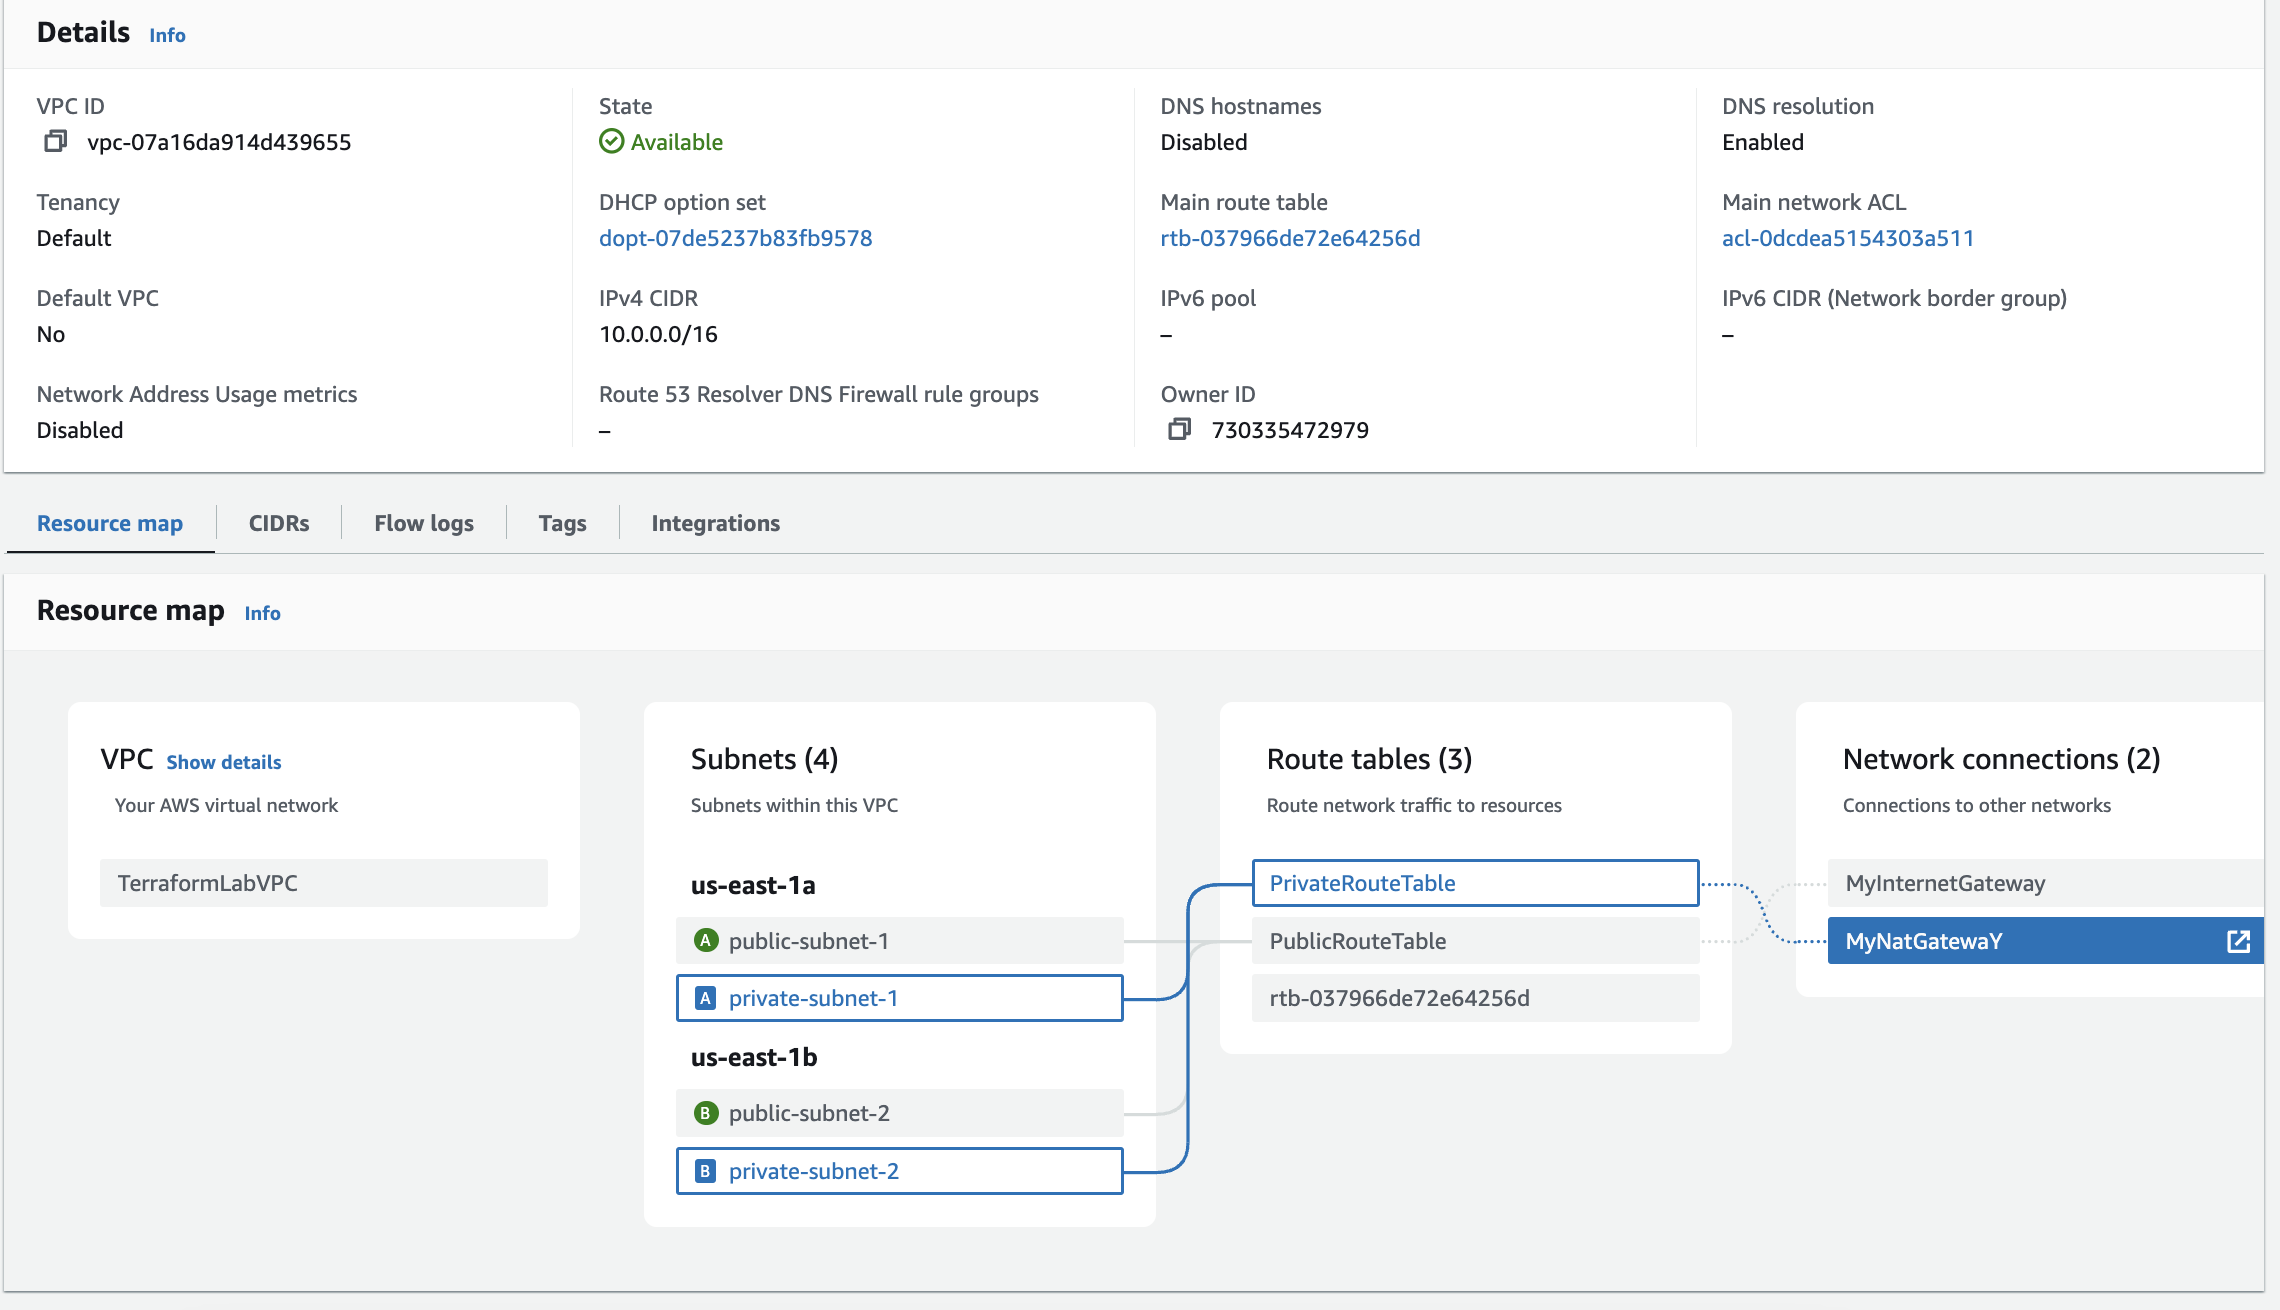 Details Info
VPC ID
vpc-07a16da914d439655
State
Available
DNS hostnames
Disabled
DNS resolution
Enabled
Tenancy
Default
DHCP option set
dopt-07de5237b83fb9578
Main route table
rtb-037966de72e64256d
Main network ACL
acl-0dcdea5154303a511
Default VPC
No
IPv4 CIDR
10.0.0.0/16
IPv6 pool
–
IPv6 CIDR (Network border group)
–
Network Address Usage metrics
Disabled
Route 53 Resolver DNS Firewall rule groups
–
Owner ID
730335472979
Resource map
CIDRs
Flow logs
Tags
Integrations
Resource map Info
VPC Show details
Your AWS virtual network
TerraformLabVPC
Subnets (4)
Subnets within this VPC
us-east-1a
A public-subnet-1
A private-subnet-1
us-east-1b
B public-subnet-2
B private-subnet-2
Route tables (3)
Route network traffic to resources
PrivateRouteTable
PublicRouteTable
rtb-037966de72e64256d
Network connections (2)
Connections to other networks
MyInternetGateway
MyNatGatewaY